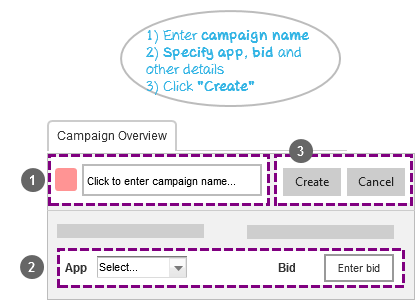 1) Enter campaign name
2) Specify app, bid and
other details
3) Click "Create"
Campaign Overview
3
1
Click to enter campaign name...
Create
Cancel
2
App
Select...
Bid
Enter bid